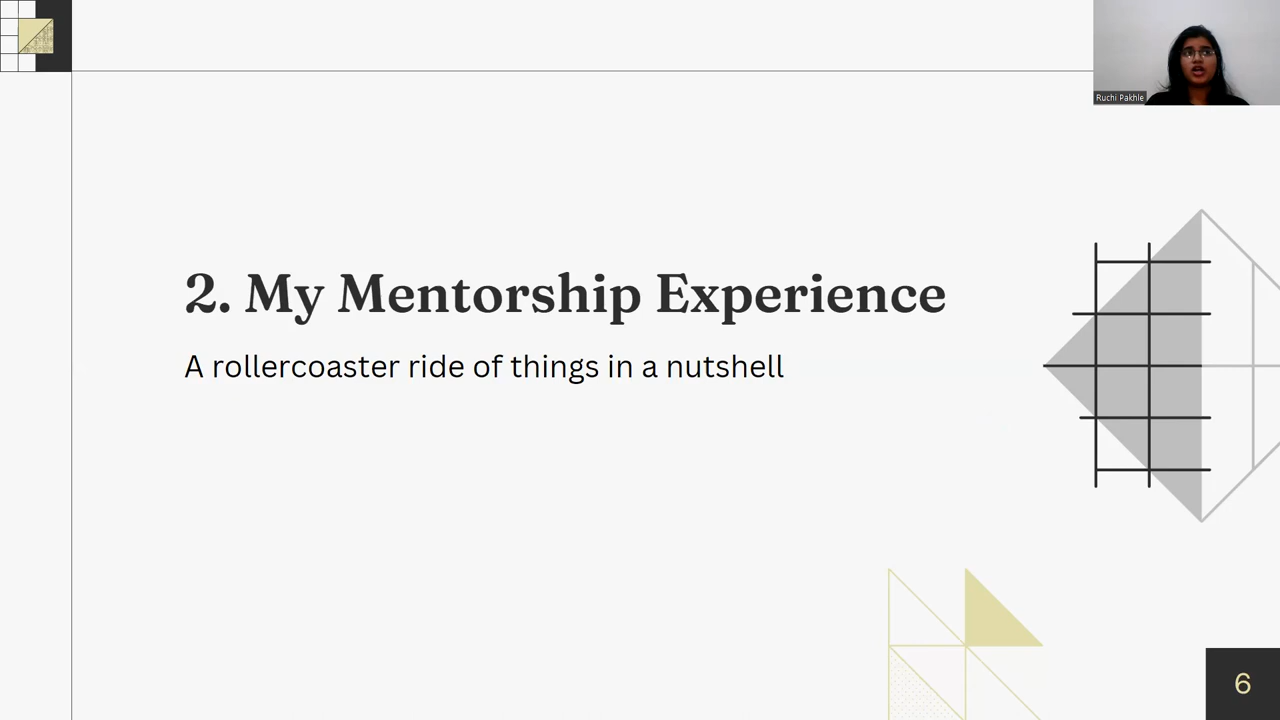 Ruchi Pakhle
2. My Mentorship Experience
A rollercoaster ride of things in a nutshell
6